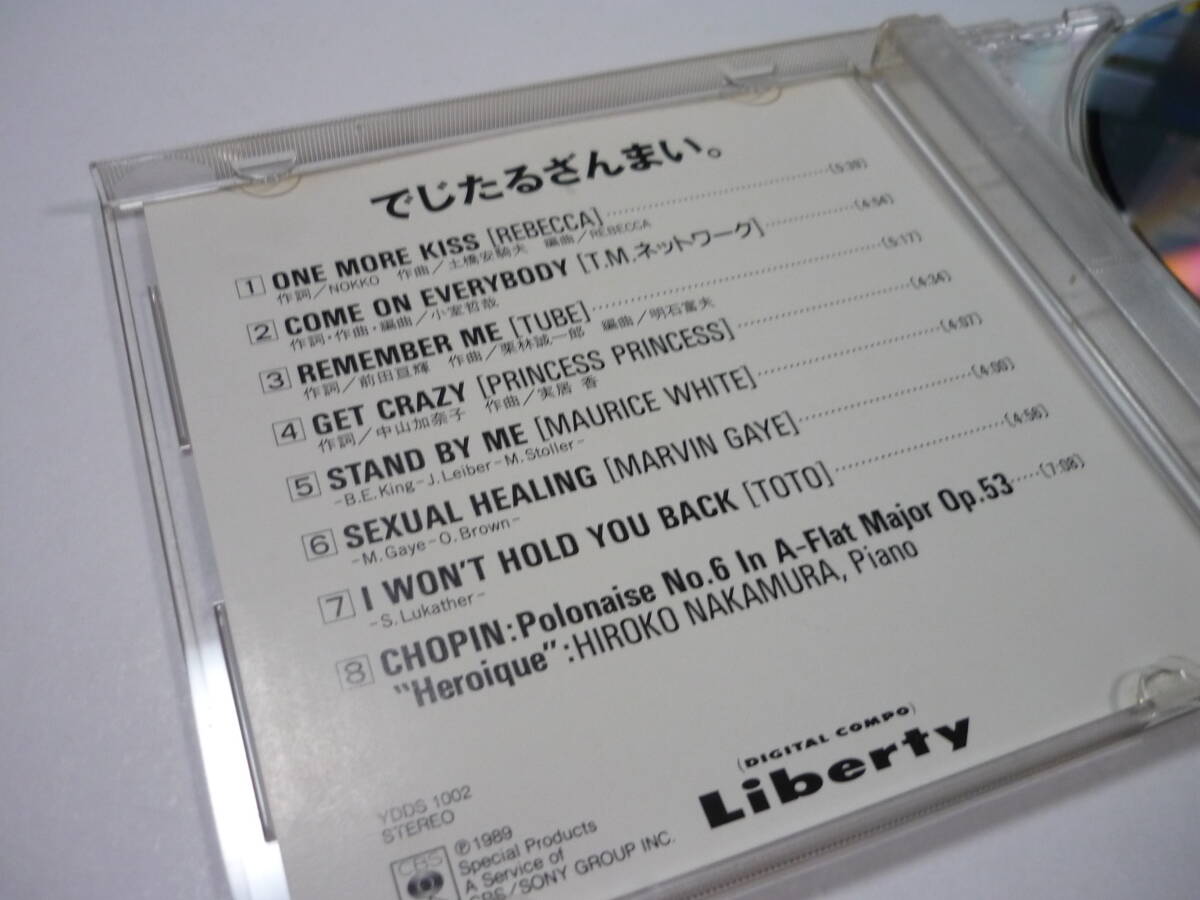 でじたるざんまい。
1 ONE MORE KISS [REBECCA] (5:39)
作詞／NOKKO 作曲／土橋安騎夫 編曲／REBECCA
2 COME ON EVERYBODY [T.M.ネットワーク] (4:54)
作詞・作曲・編曲／小室哲哉
3 REMEMBER ME [TUBE] (5:17)
作詞／前田亘輝 作曲／栗林誠一郎 編曲／明石富夫
4 GET CRAZY [PRINCESS PRINCESS] (4:34)
作詞／中山加奈子 作曲／実居 香
5 STAND BY ME [MAURICE WHITE] (4:07)
-B.E.King-J.Leiber-M.Stoller-
6 SEXUAL HEALING [MARVIN GAYE] (4:00)
-M.Gaye-O.Brown-
7 I WON'T HOLD YOU BACK [TOTO] (4:56)
-S.Lukather-
8 CHOPIN:Polonaise No.6 In A-Flat Major Op.53 (7:08)
"Heroique":HIROKO NAKAMURA, Piano
(DIGITAL COMPO)
Liberty
YDDS 1002
STEREO
CBS
℗1989
Special Products
A Service of
CBS/SONY GROUP INC.